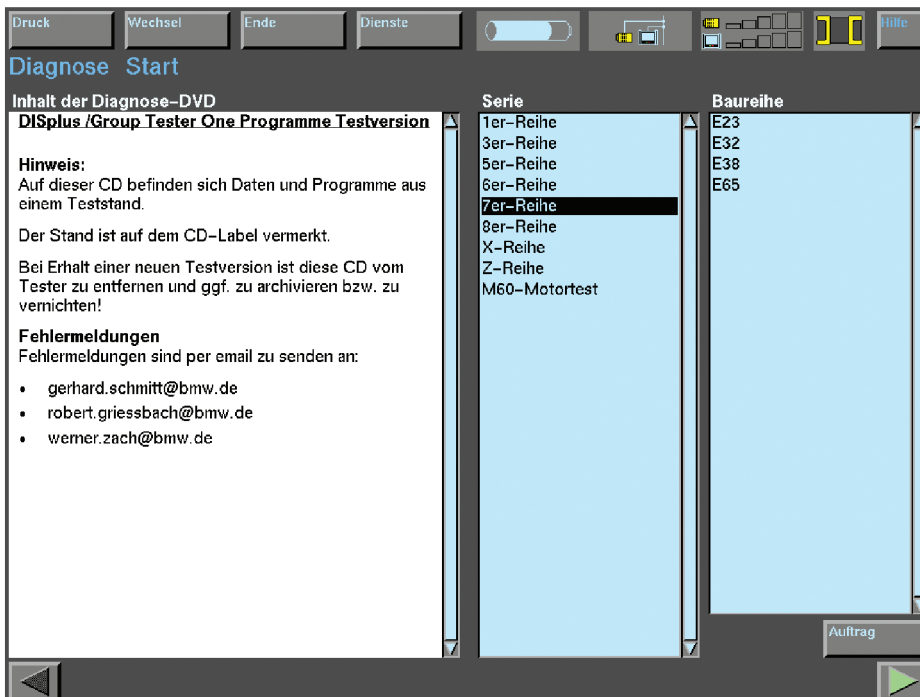 Druck
Wechsel
Ende
Dienste
Hilfe
Diagnose Start
Inhalt der Diagnose-DVD
DISplus /Group Tester One Programme Testversion
Hinweis:
Auf dieser CD befinden sich Daten und Programme aus
einem Teststand.
Der Stand ist auf dem CD-Label vermerkt.
Bei Erhalt einer neuen Testversion ist diese CD vom
Tester zu entfernen und ggf. zu archivieren bzw. zu
vernichten!
Fehlermeldungen
Fehlermeldungen sind per email zu senden an:
• gerhard.schmitt@bmw.de
• robert.griessbach@bmw.de
• werner.zach@bmw.de
Serie
1er-Reihe
3er-Reihe
5er-Reihe
6er-Reihe
7er-Reihe
8er-Reihe
X-Reihe
Z-Reihe
M60-Motortest
Baureihe
E23
E32
E38
E65
Auftrag